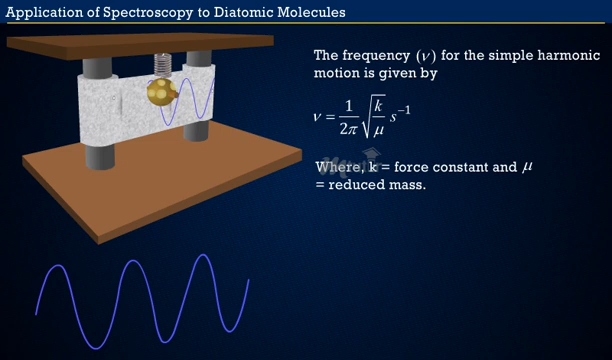 Application of Spectroscopy to Diatomic Molecules
The frequency (ν) for the simple harmonic
motion is given by
ν = 1/2π √k/μ s⁻¹
Where, k = force constant and μ
= reduced mass.